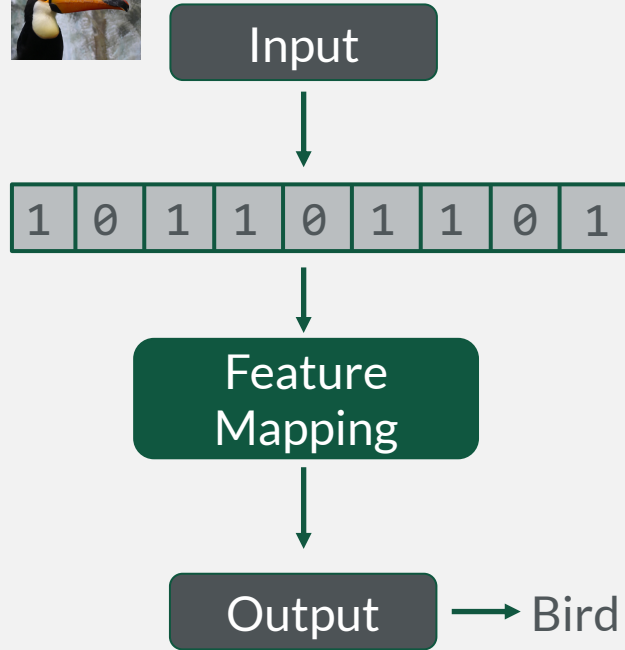 Input
1 0 1 1 0 1 1 0 1
Feature
Mapping
Output
Bird